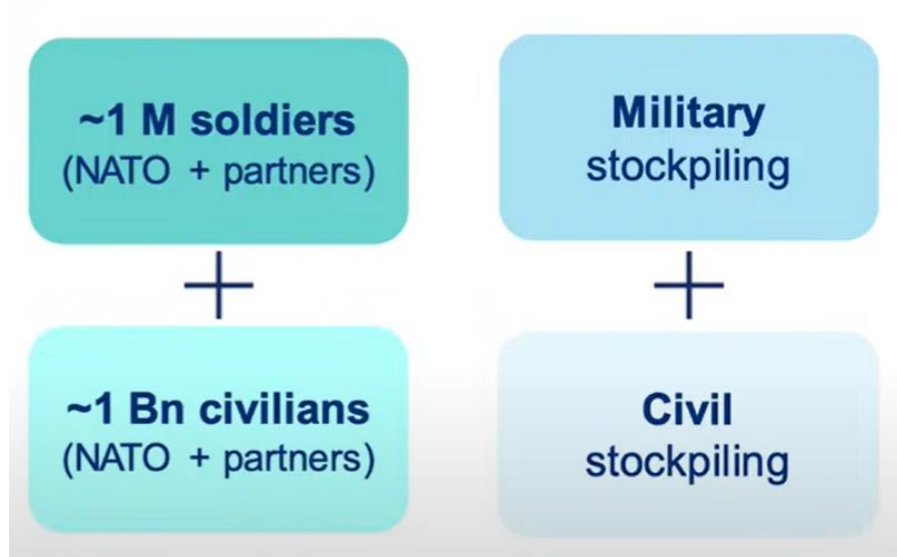 ~1 M soldiers
(NATO + partners)
+
~1 Bn civilians
(NATO + partners)
Military
stockpiling
+
Civil
stockpiling